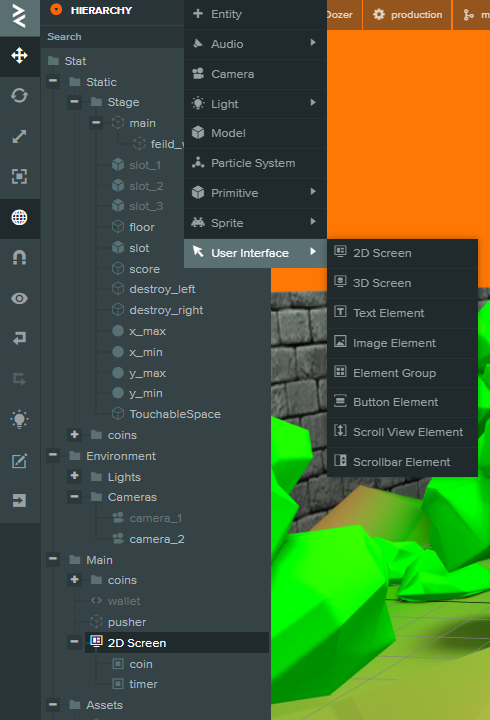 HIERARCHY
Search
Stat
Static
Stage
main
feild_
slot_1
slot_2
slot_3
floor
slot
score
destroy_left
destroy_right
x_max
x_min
y_max
y_min
TouchableSpace
coins
Environment
Lights
Cameras
camera_1
camera_2
Main
coins
wallet
pusher
2D Screen
coin
timer
Assets
Entity
Audio
Camera
Light
Model
Particle System
Primitive
Sprite
User Interface
2D Screen
3D Screen
Text Element
Image Element
Element Group
Button Element
Scroll View Element
Scrollbar Element
Dozer
production
m